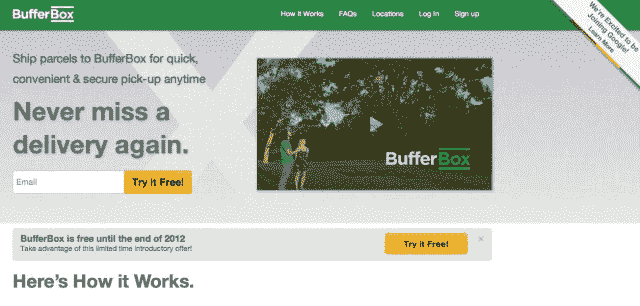 BufferBox
How it Works
FAQs
Locations
Log In
Sign up
We're Excited to be
Joining Google!
Learn More
Ship parcels to BufferBox for quick,
convenient & secure pick-up anytime
Never miss a
delivery again.
Email
Try it Free!
BufferBox
BufferBox is free until the end of 2012
Take advantage of this limited time introductory offer!
Try it Free!
×
Here's How it Works.